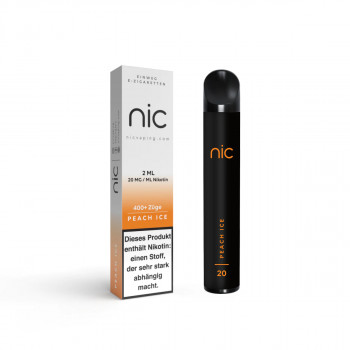 EINWEG
E-ZIGARETTEN
nic
nicvaping.com
2 ML
20 MG / ML Nikotin
400+ Züge
PEACH ICE
Dieses Produkt
enthält Nikotin:
einen Stoff,
der sehr stark
abhängig macht.
nic
nic
PEACH ICE
20